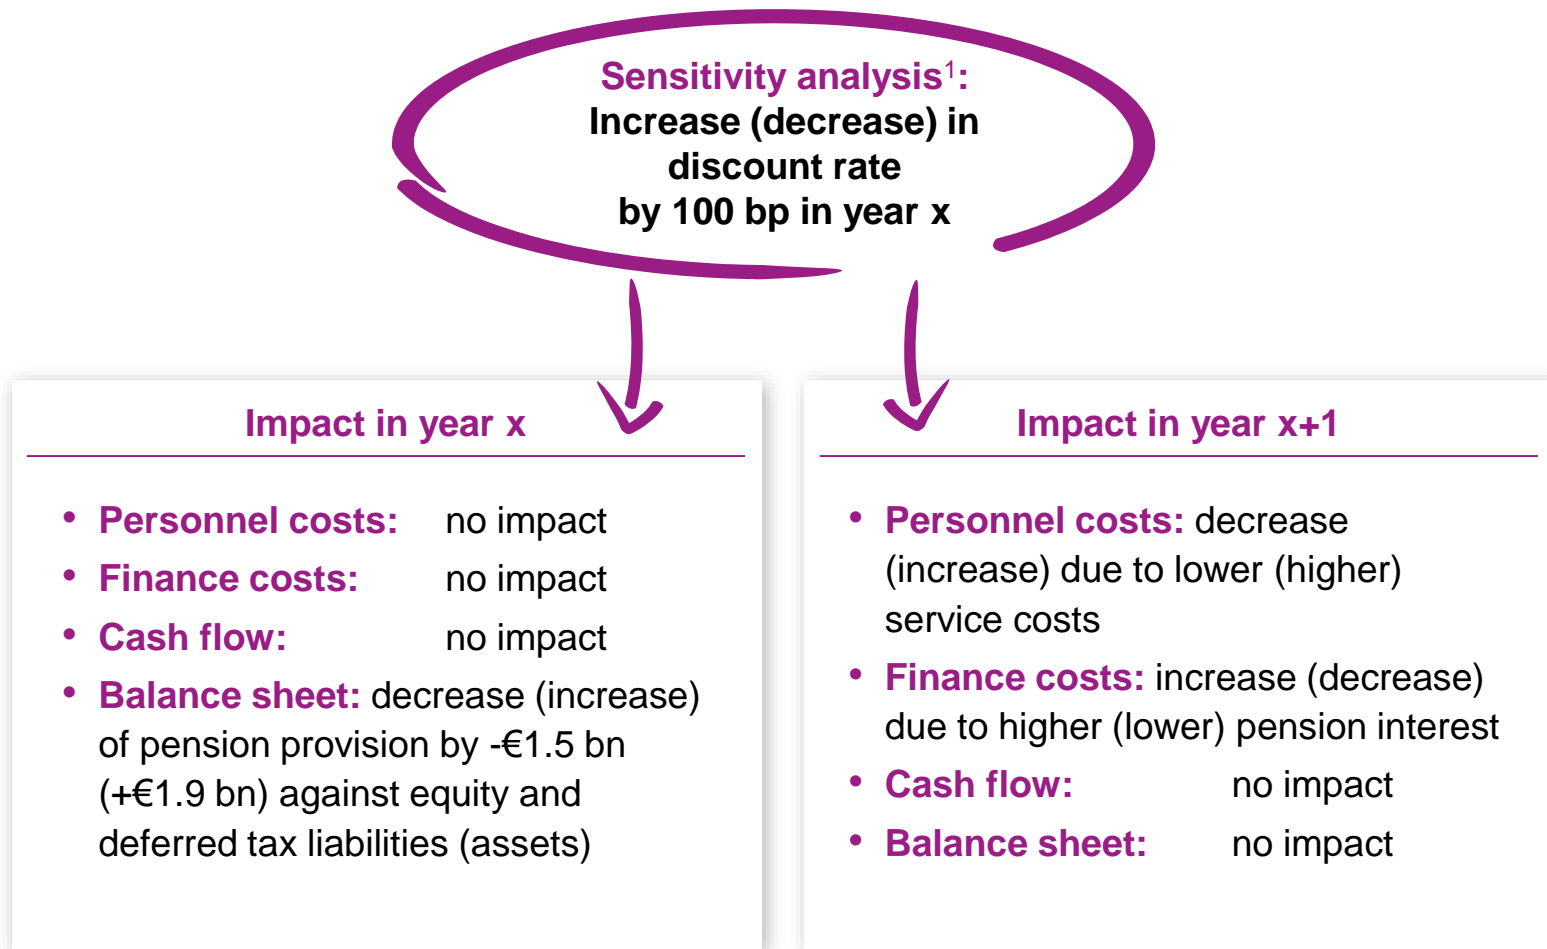 Sensitivity analysis¹:
Increase (decrease) in
discount rate
by 100 bp in year x
Impact in year x
• Personnel costs: no impact
• Finance costs: no impact
• Cash flow: no impact
• Balance sheet: decrease (increase)
of pension provision by -€1.5 bn
(+€1.9 bn) against equity and
deferred tax liabilities (assets)
Impact in year x+1
• Personnel costs: decrease
(increase) due to lower (higher)
service costs
• Finance costs: increase (decrease)
due to higher (lower) pension interest
• Cash flow: no impact
• Balance sheet: no impact